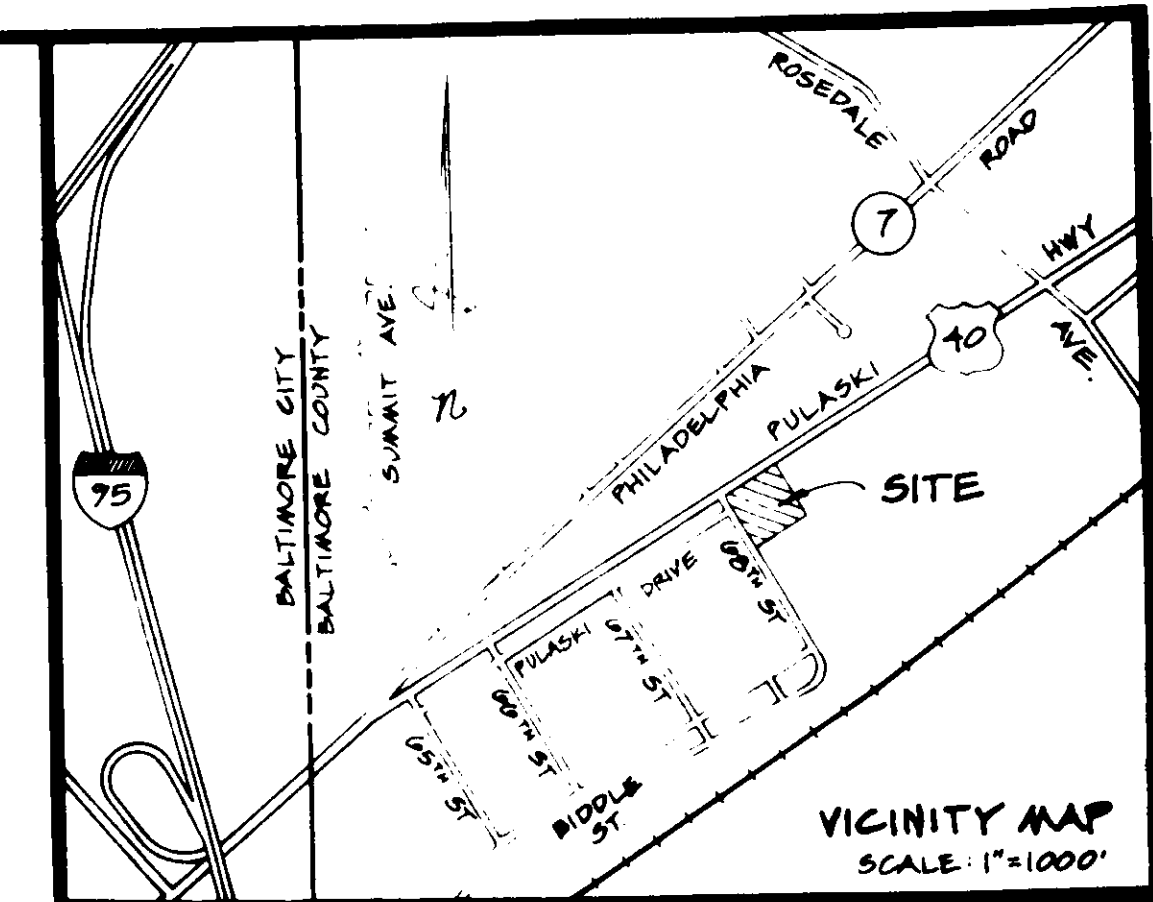 ROSEDALE
ROAD
7
HWY
40
AVE.
BALTIMORE CITY
BALTIMORE COUNTY
SUMMIT AVE.
n
PHILADELPHIA
PULASKI
95
SITE
PULASKI
DRIVE
68TH ST
67TH ST
66TH ST
65TH ST
BIDDLE
ST.
VICINITY MAP
SCALE: 1"=1000'